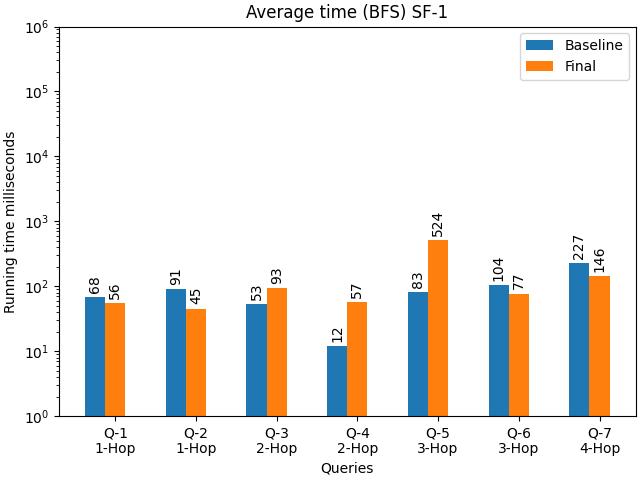 Average time (BFS) SF-1
Baseline
Final
Running time milliseconds
10^6
10^5
10^4
10^3
10^2
10^1
10^0
68
56
91
45
53
93
12
57
83
524
104
77
227
146
Q-1
1-Hop
Q-2
1-Hop
Q-3
2-Hop
Q-4
2-Hop
Q-5
3-Hop
Q-6
3-Hop
Q-7
4-Hop
Queries